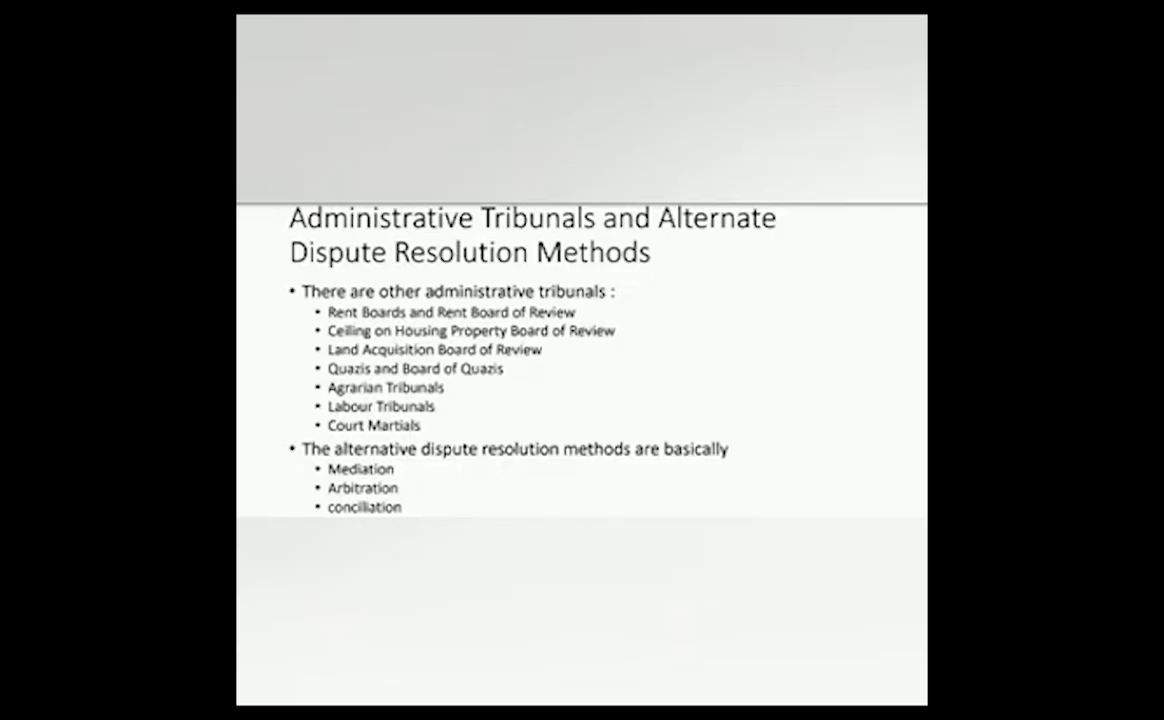 Administrative Tribunals and Alternate
Dispute Resolution Methods
• There are other administrative tribunals :
• Rent Boards and Rent Board of Review
• Ceiling on Housing Property Board of Review
• Land Acquisition Board of Review
• Quazis and Board of Quazis
• Agrarian Tribunals
• Labour Tribunals
• Court Martials
• The alternative dispute resolution methods are basically
• Mediation
• Arbitration
• conciliation